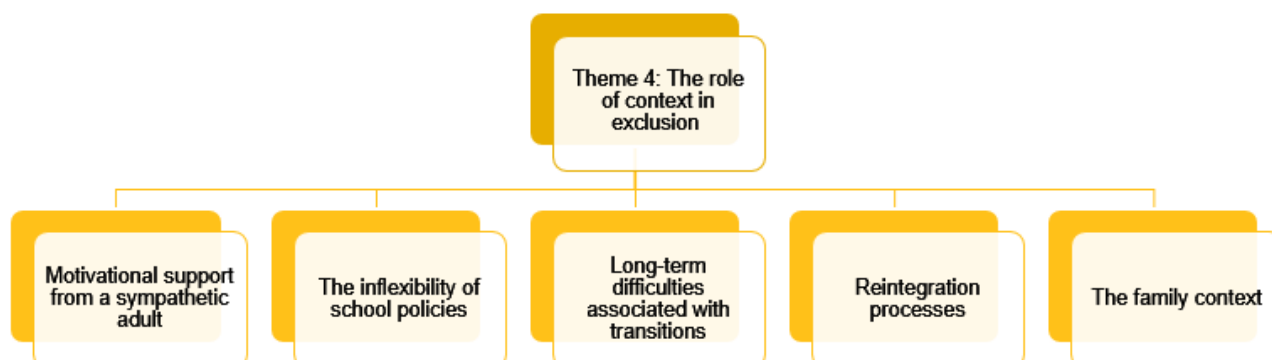 Theme 4: The role
of context in
exclusion
Motivational support
from a sympathetic
adult
The inflexibility of
school policies
Long-term
difficulties
associated with
transitions
Reintegration
processes
The family context